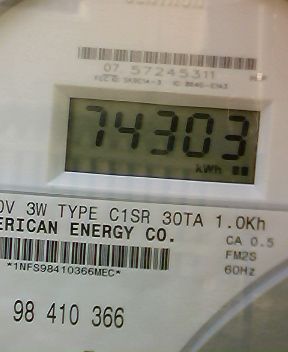 07 57245311
74303
kWh
0V 3W TYPE C1SR 30TA 1.0Kh
ERICAN ENERGY CO.
CA 0.5
FM2S
60Hz
*1NFS98410366MEC*
98 410 366